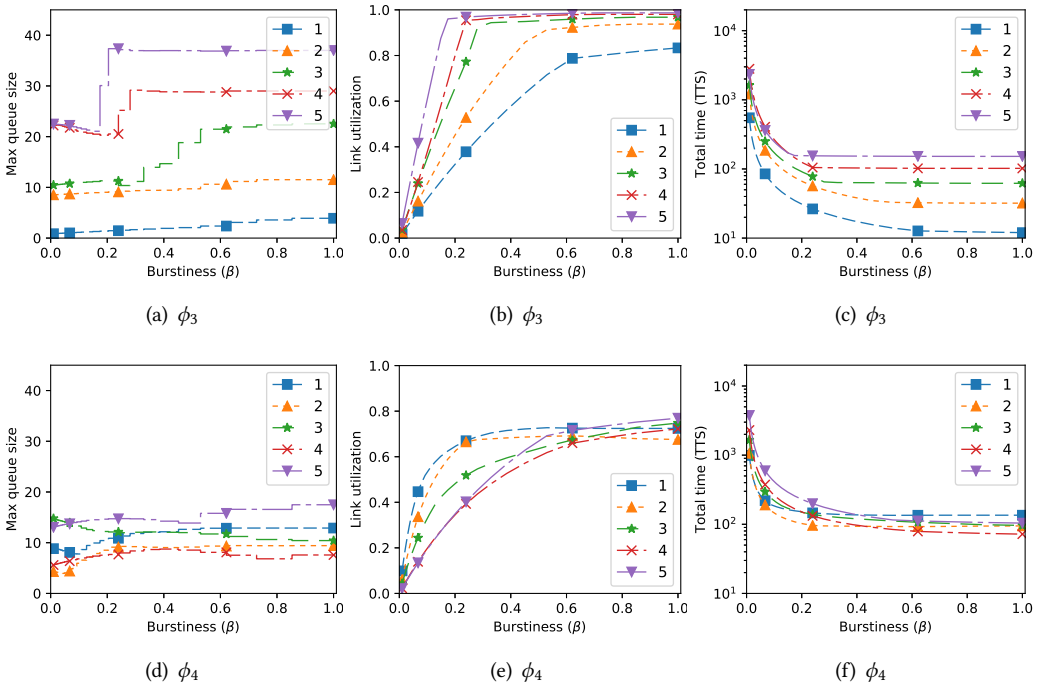 Max queue size
40
30
20
10
0
0.0 0.2 0.4 0.6 0.8 1.0
Burstiness (β)
1
2
3
4
5
(a) ϕ3
Link utilization
1.0
0.8
0.6
0.4
0.2
0.0
0.0 0.2 0.4 0.6 0.8 1.0
Burstiness (β)
1
2
3
4
5
(b) ϕ3
Total time (TTS)
10^4
10^3
10^2
10^1
0.0 0.2 0.4 0.6 0.8 1.0
Burstiness (β)
1
2
3
4
5
(c) ϕ3
Max queue size
40
30
20
10
0
0.0 0.2 0.4 0.6 0.8 1.0
Burstiness (β)
1
2
3
4
5
(d) ϕ4
Link utilization
1.0
0.8
0.6
0.4
0.2
0.0
0.0 0.2 0.4 0.6 0.8 1.0
Burstiness (β)
1
2
3
4
5
(e) ϕ4
Total time (TTS)
10^4
10^3
10^2
10^1
0.0 0.2 0.4 0.6 0.8 1.0
Burstiness (β)
1
2
3
4
5
(f) ϕ4